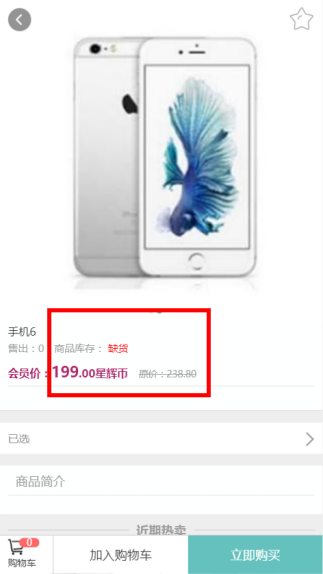 手机6
售出：0 商品库存： 缺货
会员价：199.00星辉币 原价：238.80
已选
商品简介
近期热卖
0
购物车 加入购物车 立即购买